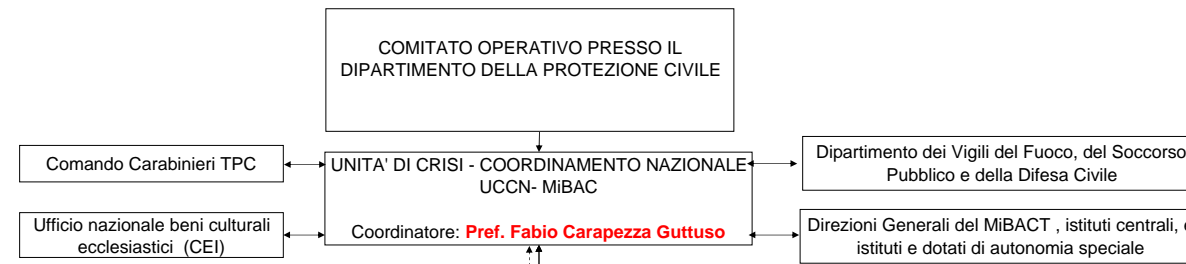 COMITATO OPERATIVO PRESSO IL
DIPARTIMENTO DELLA PROTEZIONE CIVILE
Comando Carabinieri TPC
UNITA' DI CRISI - COORDINAMENTO NAZIONALE
UCCN- MiBAC
Coordinatore: Pref. Fabio Carapezza Guttuso
Dipartimento dei Vigili del Fuoco, del Soccorso
Pubblico e della Difesa Civile
Ufficio nazionale beni culturali
ecclesiastici (CEI)
Direzioni Generali del MiBACT , istituti centrali,
istituti e dotati di autonomia speciale